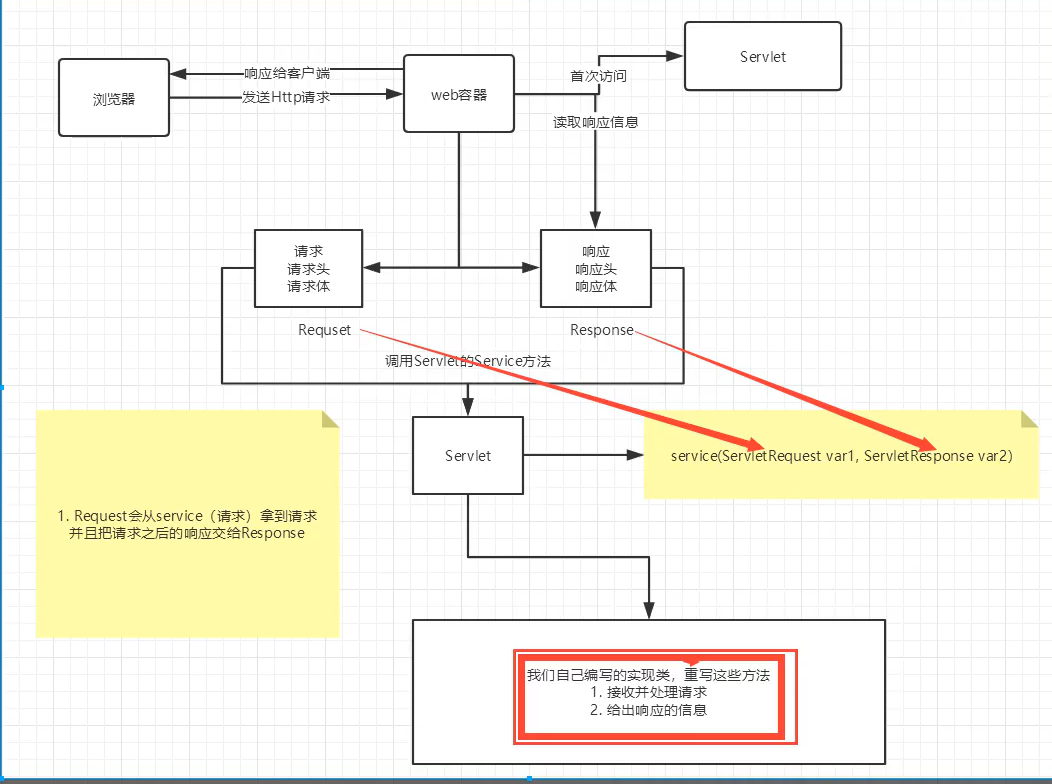 Servlet
浏览器
响应给客户端
发送Http请求
web容器
首次访问
读取响应信息
请求
请求头
请求体
响应
响应头
响应体
Requset
Response
调用Servlet的Service方法
Servlet
service(ServletRequest var1, ServletResponse var2)
1. Request会从service（请求）拿到请求
并且把请求之后的响应交给Response
我们自己编写的实现类，重写这些方法
1. 接收并处理请求
2. 给出响应的信息